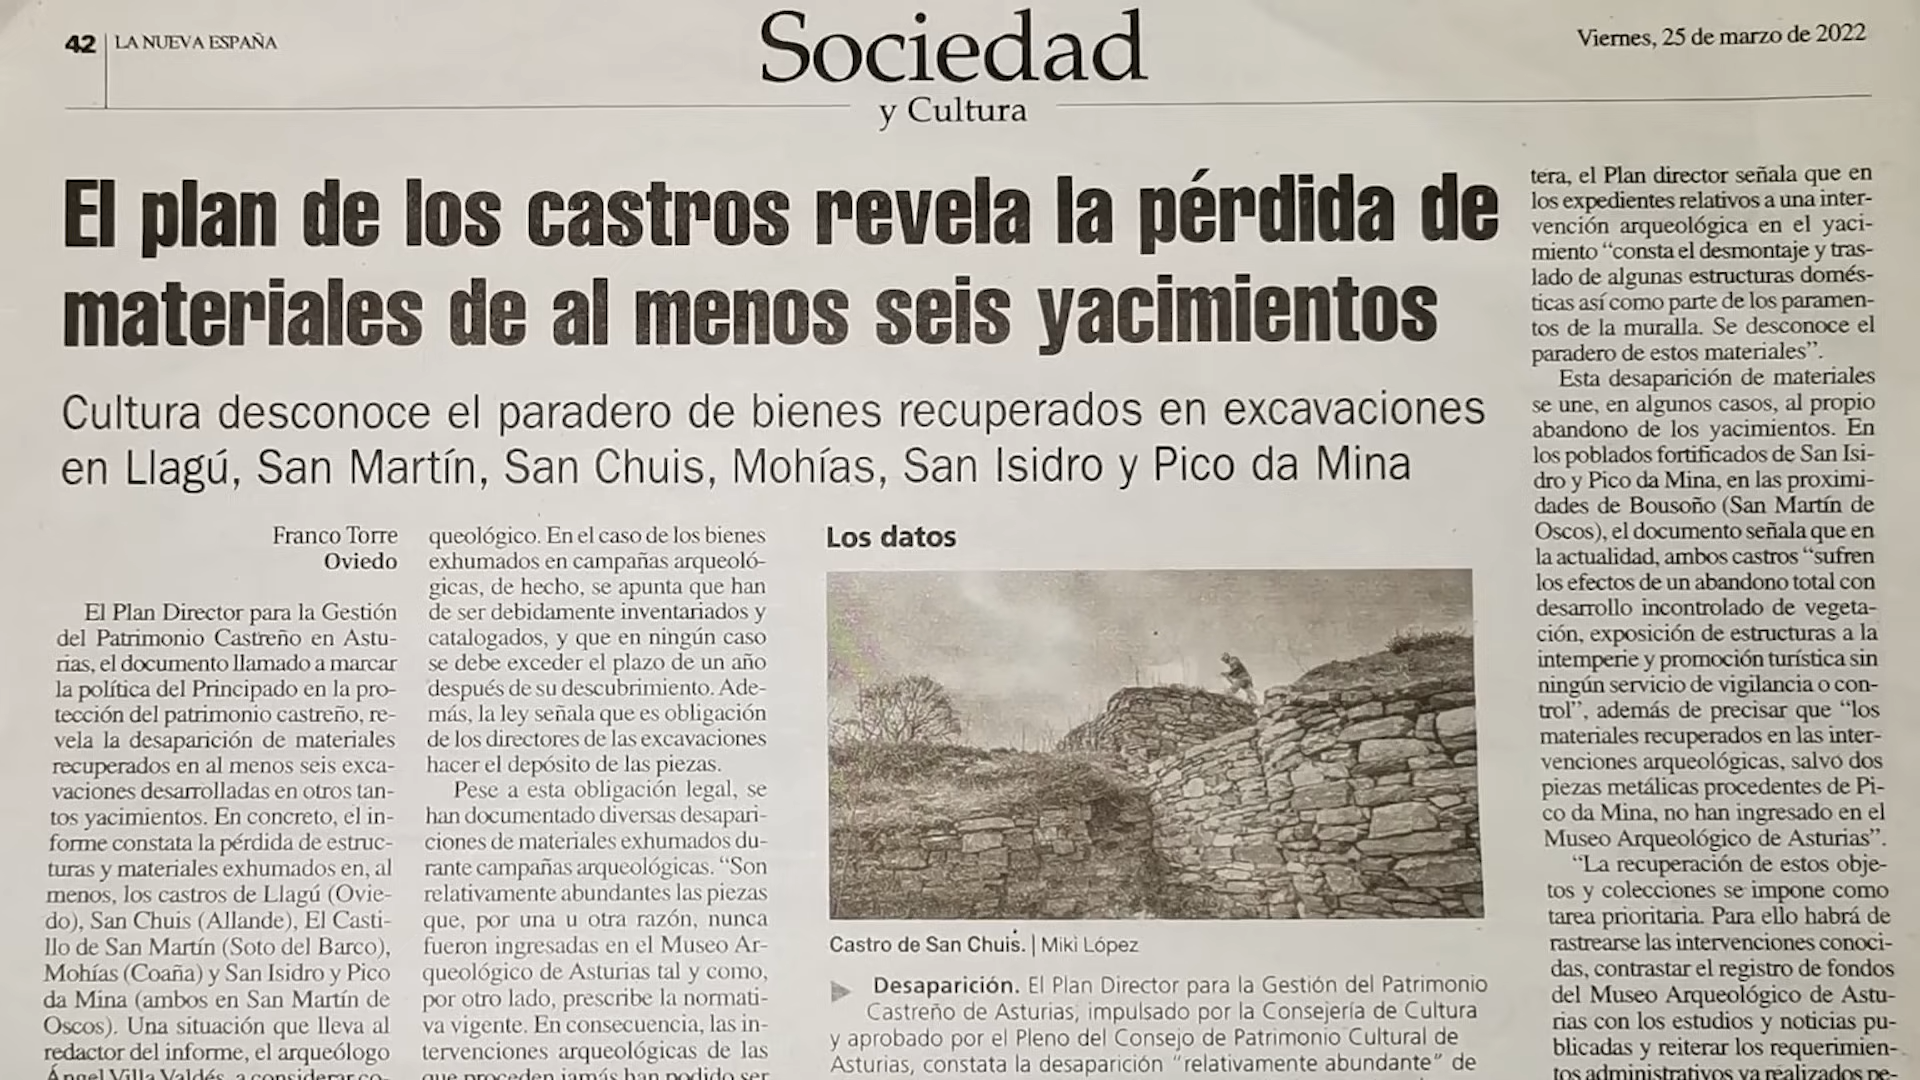 42 LA NUEVA ESPAÑA
Sociedad
y Cultura
Viernes, 25 de marzo de 2022
El plan de los castros revela la pérdida de
materiales de al menos seis yacimientos
Cultura desconoce el paradero de bienes recuperados en excavaciones
en Llagú, San Martín, San Chuis, Mohías, San Isidro y Pico da Mina
Franco Torre
Oviedo
El Plan Director para la Gestión
del Patrimonio Castreño en Astu-
rias, el documento llamado a marcar
la política del Principado en la pro-
tección del patrimonio castreño, re-
vela la desaparición de materiales
recuperados en al menos seis exca-
vaciones desarrolladas en otros tan-
tos yacimientos. En concreto, el in-
forme constata la pérdida de estruc-
turas y materiales exhumados en, al
menos, los castros de Llagú (Ovie-
do), San Chuis (Allande), El Casti-
llo de San Martín (Soto del Barco),
Mohías (Coaña) y San Isidro y Pico
da Mina (ambos en San Martín de
Oscos). Una situación que lleva al
redactor del informe, el arqueólogo
Ángel Villa Valdés, a considerar co-
queológico. En el caso de los bienes
exhumados en campañas arqueoló-
gicas, de hecho, se apunta que han
de ser debidamente inventariados y
catalogados, y que en ningún caso
se debe exceder el plazo de un año
después de su descubrimiento. Ade-
más, la ley señala que es obligación
de los directores de las excavaciones
hacer el depósito de las piezas.
Pese a esta obligación legal, se
han documentado diversas desapari-
ciones de materiales exhumados du-
rante campañas arqueológicas. “Son
relativamente abundantes las piezas
que, por una u otra razón, nunca
fueron ingresadas en el Museo Ar-
queológico de Asturias tal y como,
por otro lado, prescribe la normati-
va vigente. En consecuencia, las in-
tervenciones arqueológicas de las
que proceden jamás han podido ser
Los datos
Castro de San Chuis. | Miki López
Desaparición. El Plan Director para la Gestión del Patrimonio
Castreño de Asturias, impulsado por la Consejería de Cultura
y aprobado por el Pleno del Consejo de Patrimonio Cultural de
Asturias, constata la desaparición “relativamente abundante” de
tera, el Plan director señala que en
los expedientes relativos a una inter-
vención arqueológica en el yaci-
miento “consta el desmontaje y tras-
lado de algunas estructuras domés-
ticas así como parte de los paramen-
tos de la muralla. Se desconoce el
paradero de estos materiales”.
Esta desaparición de materiales
se une, en algunos casos, al propio
abandono de los yacimientos. En
los poblados fortificados de San Isi-
dro y Pico da Mina, en las proximi-
dades de Bousoño (San Martín de
Oscos), el documento señala que en
la actualidad, ambos castros “sufren
los efectos de un abandono total con
desarrollo incontrolado de vegeta-
ción, exposición de estructuras a la
intemperie y promoción turística sin
ningún servicio de vigilancia o con-
trol”, además de precisar que “los
materiales recuperados en las inter-
venciones arqueológicas, salvo dos
piezas metálicas procedentes de Pi-
co da Mina, no han ingresado en el
Museo Arqueológico de Asturias”.
“La recuperación de estos obje-
tos y colecciones se impone como
tarea prioritaria. Para ello habrá de
rastrearse las intervenciones conoci-
das, contrastar el registro de fondos
del Museo Arqueológico de Astu-
rias con los estudios y noticias pu-
blicadas y reiterar los requerimien-
tos administrativos ya realizados pe-